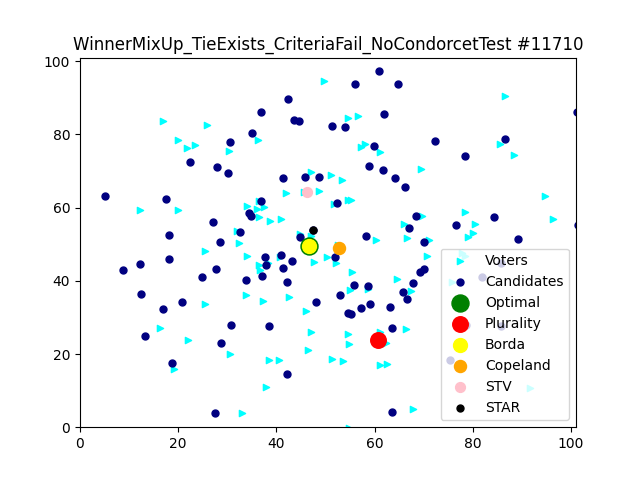 WinnerMixUp_TieExists_CriteriaFail_NoCondorcetTest #11710
100
80
60
40
20
0
0 20 40 60 80 100
Voters
Candidates
Optimal
Plurality
Borda
Copeland
STV
STAR